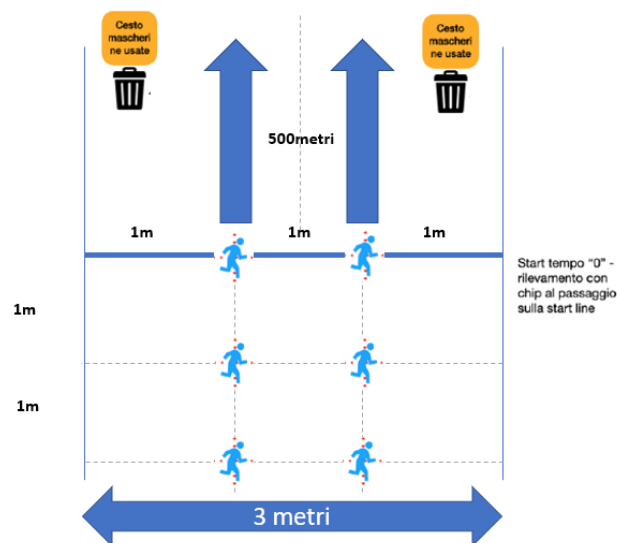 Cesto
mascheri
ne usate
Cesto
mascheri
ne usate
500metri
1m
1m
1m
Start tempo "0" -
rilevamento con
chip al passaggio
sulla start line
1m
1m
3 metri